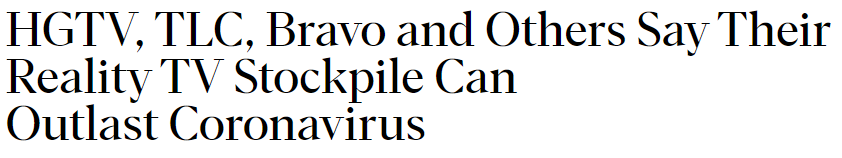 HGTV, TLC, Bravo and Others Say Their
Reality TV Stockpile Can
Outlast Coronavirus